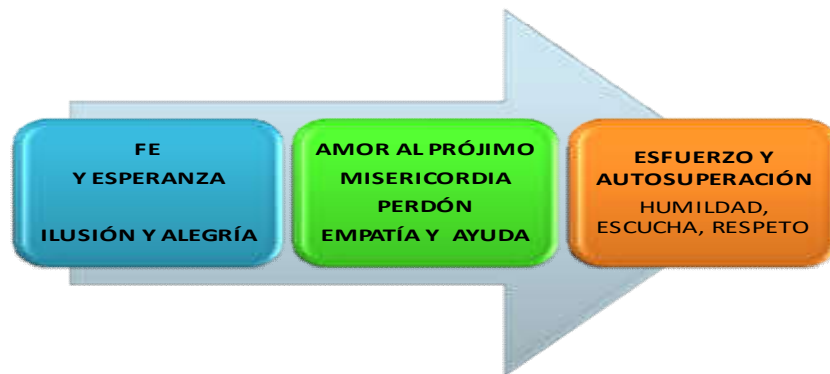 FE
Y ESPERANZA
ILUSIÓN Y ALEGRÍA
AMOR AL PRÓJIMO
MISERICORDIA
PERDÓN
EMPATÍA Y AYUDA
ESFUERZO Y
AUTOSUPERACIÓN
HUMILDAD,
ESCUCHA, RESPETO